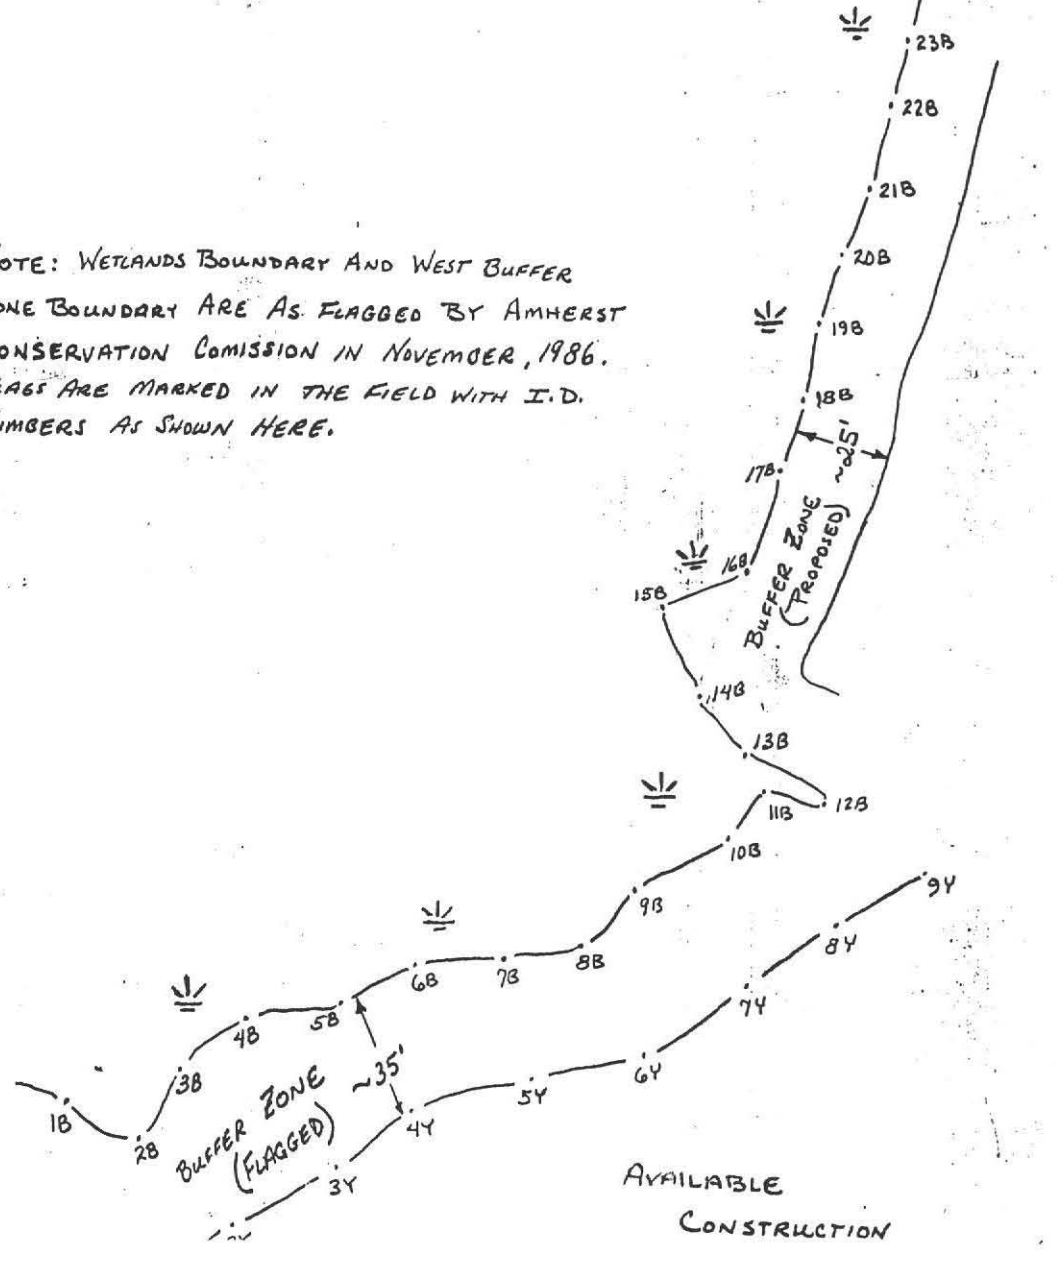 23B
22B
21B
20B
19B
18B
~25'
17B
BUFFER ZONE
(PROPOSED)
16B
15B
14B
13B
12B
11B
10B
9B
8B
7B
6B
5B
4B
3B
2B
1B
OTE: WETLANDS BOUNDARY AND WEST BUFFER
ONE BOUNDARY ARE AS FLAGGED BY AMHERST
ONSERVATION COMISSION IN NOVEMBER, 1986.
LAGS ARE MARKED IN THE FIELD WITH I.D.
UMBERS AS SHOWN HERE.
9Y
8Y
7Y
6Y
5Y
4Y
3Y
~35'
BUFFER ZONE
(FLAGGED)
AVAILABLE
CONSTRUCTION